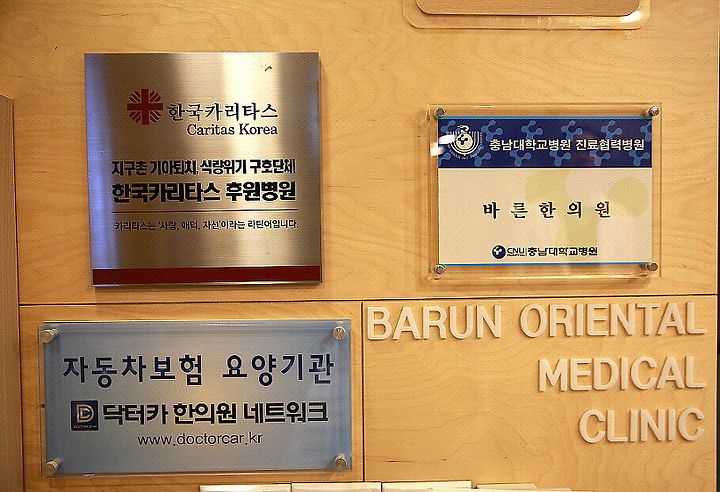 한국카리타스
Caritas Korea
지구촌 기아퇴치, 식량위기 구호단체
한국카리타스 후원병원
카리타스는 '사랑, 애덕, 자선'이라는 라틴어입니다.
충남대학교병원 진료협력병원
바른한의원
CNU 충남대학교병원
자동차보험 요양기관
DOCTOR CAR 닥터카 한의원 네트워크
www.doctorcar.kr
BARUN ORIENTAL
MEDICAL
CLINIC